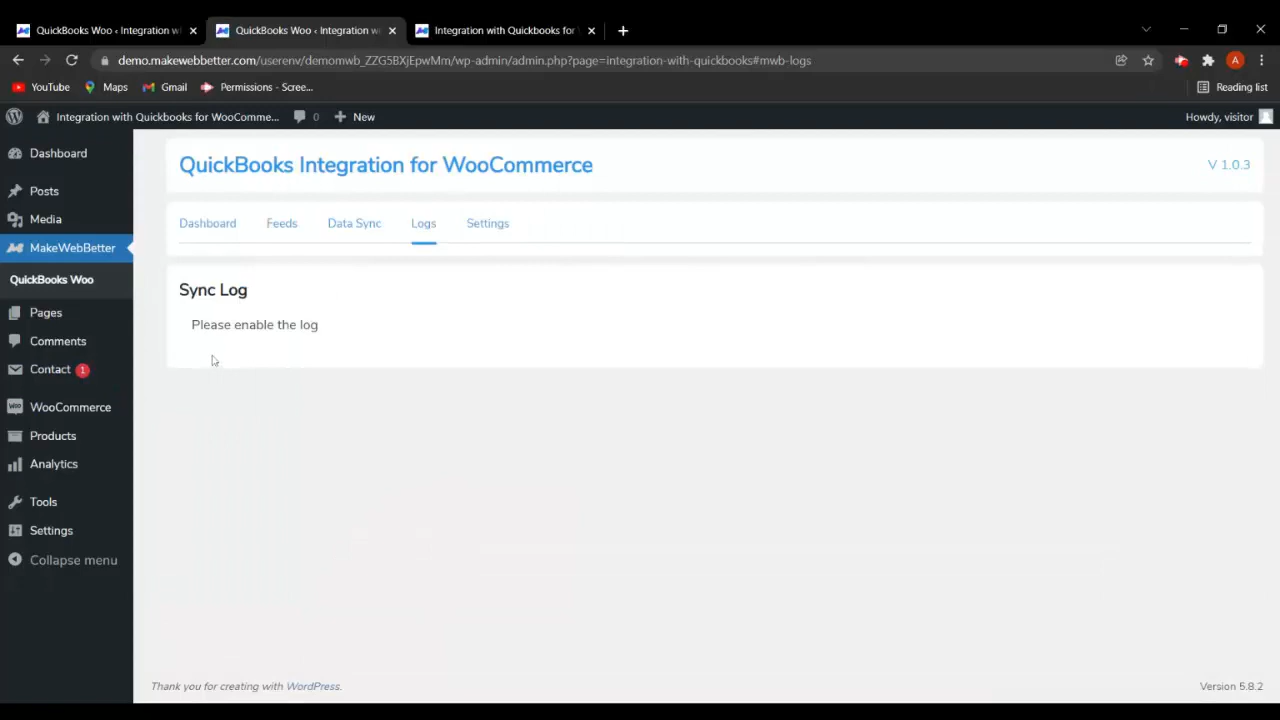 QuickBooks Woo ‹ Integration w
QuickBooks Woo ‹ Integration w
Integration with Quickbooks for
demo.makewebbetter.com/userenv/demomwb_ZZG5BXjEpwMm/wp-admin/admin.php?page=integration-with-quickbooks#mwb-logs
A
YouTube
Maps
Gmail
Permissions - Scree...
Reading list
Integration with Quickbooks for WooComme...
0
New
Howdy, visitor
Dashboard
Posts
Media
MakeWebBetter
QuickBooks Woo
Pages
Comments
Contact 1
WooCommerce
Products
Analytics
Tools
Settings
Collapse menu
QuickBooks Integration for WooCommerce
V 1.0.3
Dashboard
Feeds
Data Sync
Logs
Settings
Sync Log
Please enable the log
Thank you for creating with WordPress.
Version 5.8.2